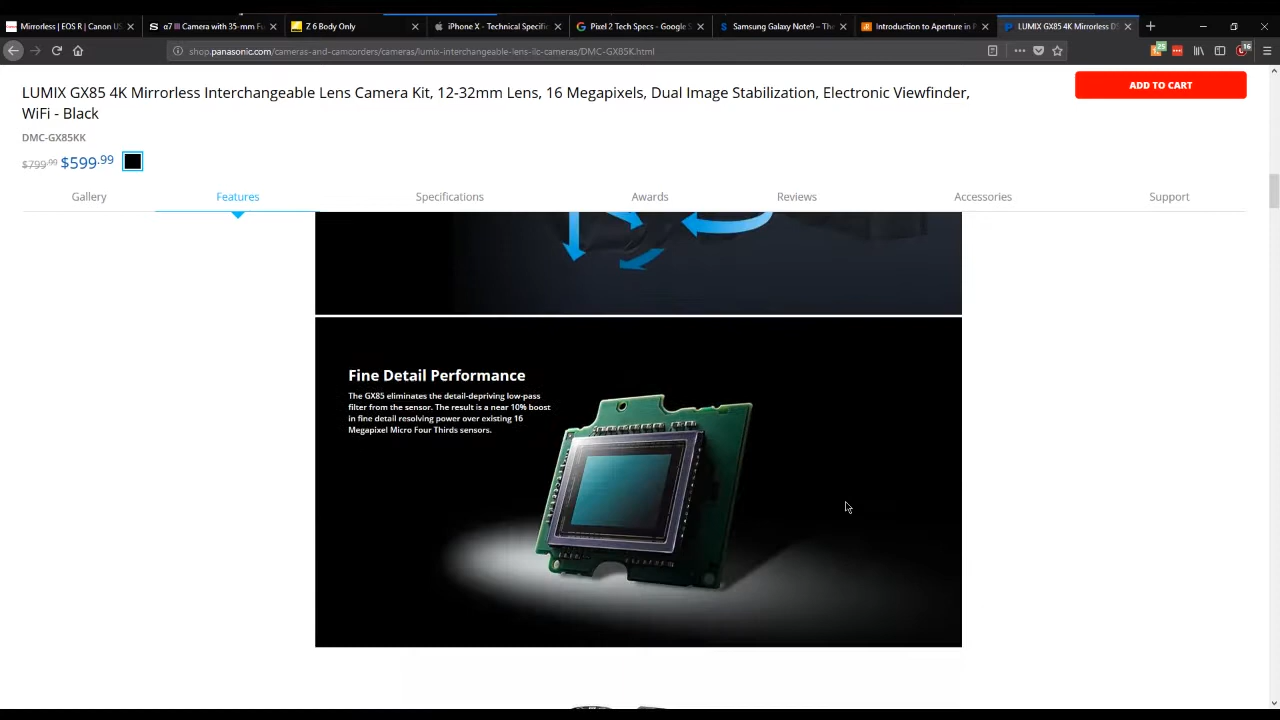 Mirrorless | EOS R | Canon US
α7 III Camera with 35-mm Fu
Z 6 Body Only
iPhone X - Technical Specific
Pixel 2 Tech Specs - Google S
Samsung Galaxy Note9 – The
Introduction to Aperture in P
LUMIX GX85 4K Mirrorless DS
shop.panasonic.com/cameras-and-camcorders/cameras/lumix-interchangeable-lens-ilc-cameras/DMC-GX85K.html
25
16
LUMIX GX85 4K Mirrorless Interchangeable Lens Camera Kit, 12-32mm Lens, 16 Megapixels, Dual Image Stabilization, Electronic Viewfinder,
WiFi - Black
ADD TO CART
DMC-GX85KK
$799.99 $599.99
Gallery Features Specifications Awards Reviews Accessories Support
Fine Detail Performance
The GX85 eliminates the detail-depriving low-pass
filter from the sensor. The result is a near 10% boost
in fine detail resolving power over existing 16
Megapixel Micro Four Thirds sensors.